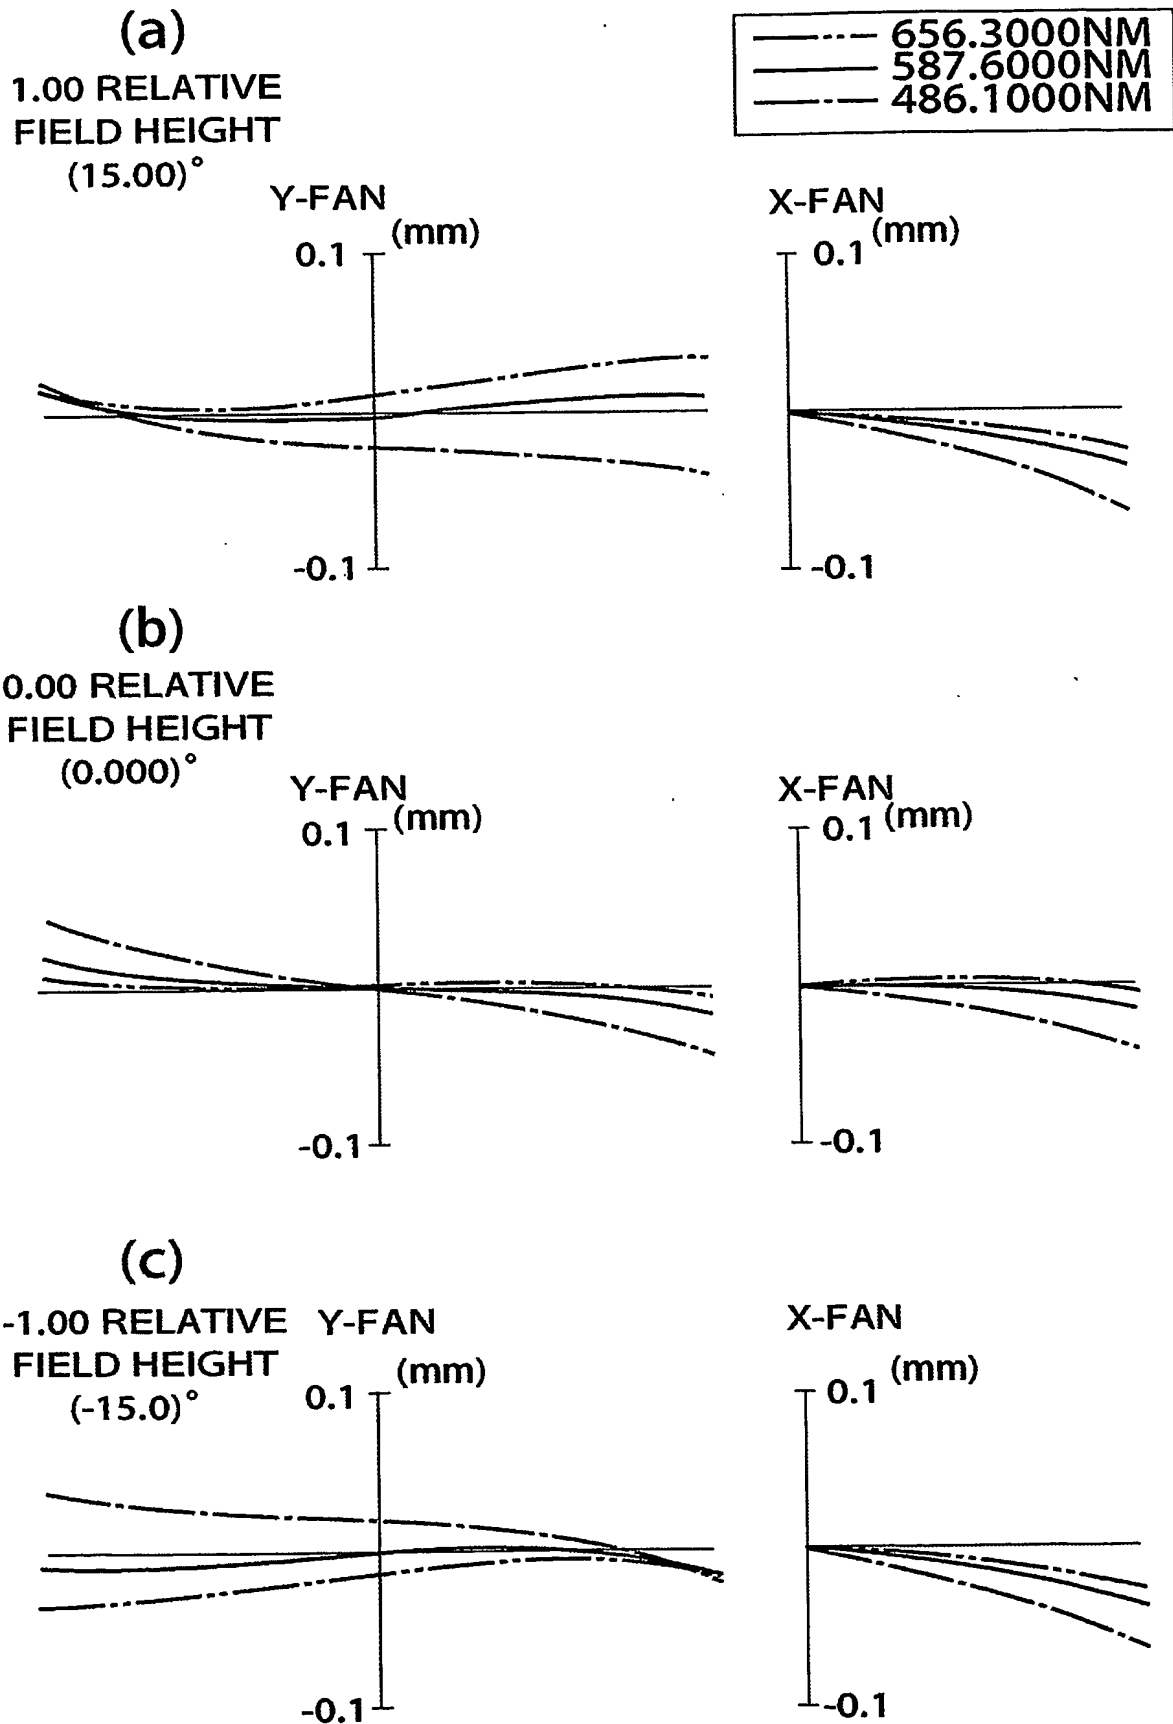 (a)
1.00 RELATIVE
FIELD HEIGHT
(15.00)°
656.3000NM
587.6000NM
486.1000NM
Y-FAN
(mm)
0.1
-0.1
X-FAN
(mm)
0.1
-0.1
(b)
0.00 RELATIVE
FIELD HEIGHT
(0.000)°
Y-FAN
(mm)
0.1
-0.1
X-FAN
(mm)
0.1
-0.1
(c)
-1.00 RELATIVE
FIELD HEIGHT
(-15.0)°
Y-FAN
(mm)
0.1
-0.1
X-FAN
(mm)
0.1
-0.1